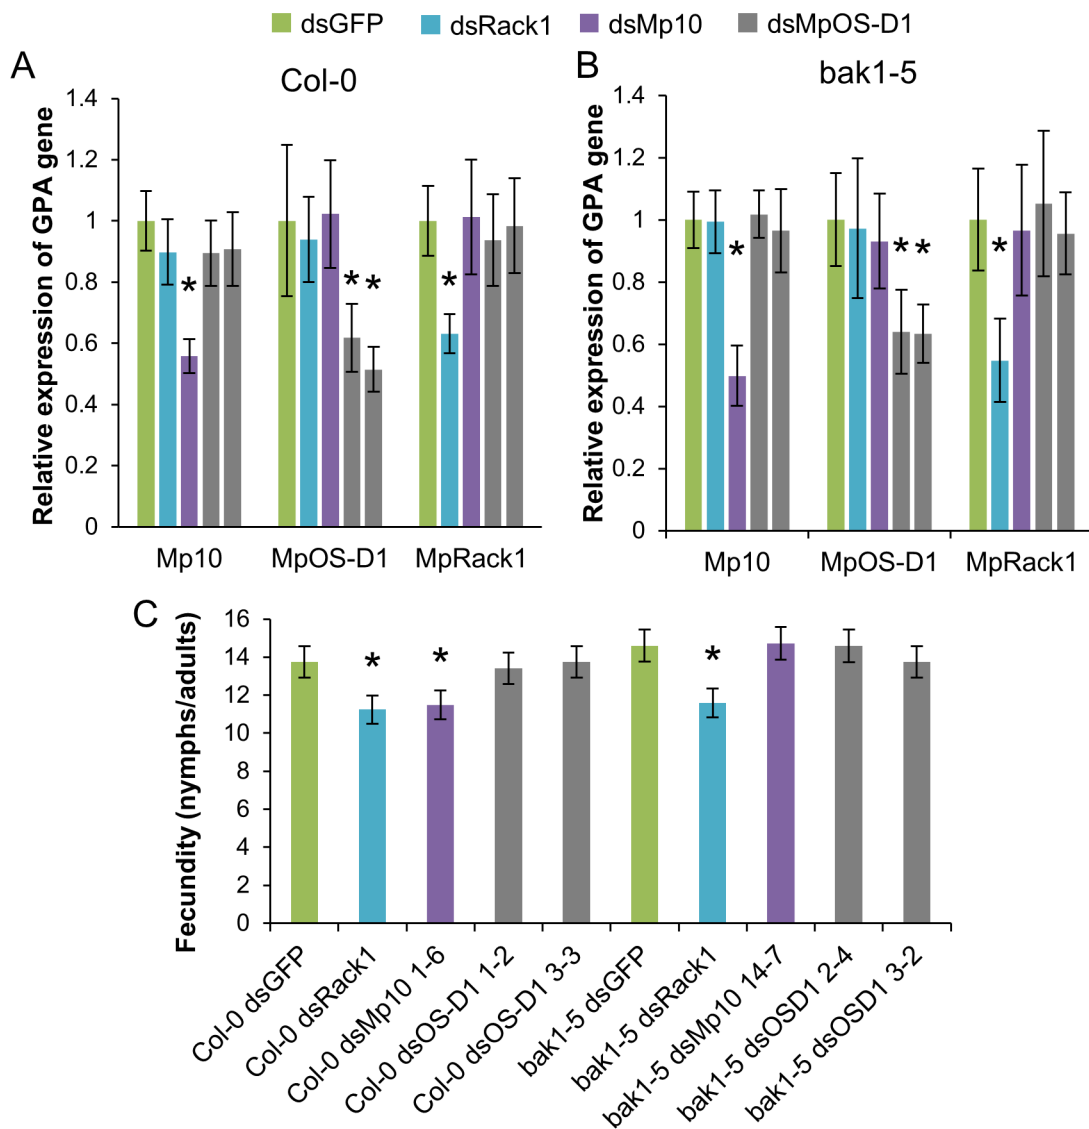 dsGFP dsRack1 dsMp10 dsMpOS-D1
A
Col-0
Relative expression of GPA gene
1.4
1.2
1
0.8
0.6
0.4
0.2
0
* * * *
Mp10 MpOS-D1 MpRack1
B
bak1-5
Relative expression of GPA gene
1.4
1.2
1
0.8
0.6
0.4
0.2
0
* * * *
Mp10 MpOS-D1 MpRack1
C
Fecundity (nymphs/adults)
16
14
12
10
8
6
4
2
0
* * *
Col-0 dsGFP
Col-0 dsRack1
Col-0 dsMp10 1-6
Col-0 dsOS-D1 1-2
Col-0 dsOS-D1 3-3
bak1-5 dsGFP
bak1-5 dsRack1
bak1-5 dsMp10 14-7
bak1-5 dsOSD1 2-4
bak1-5 dsOSD1 3-2